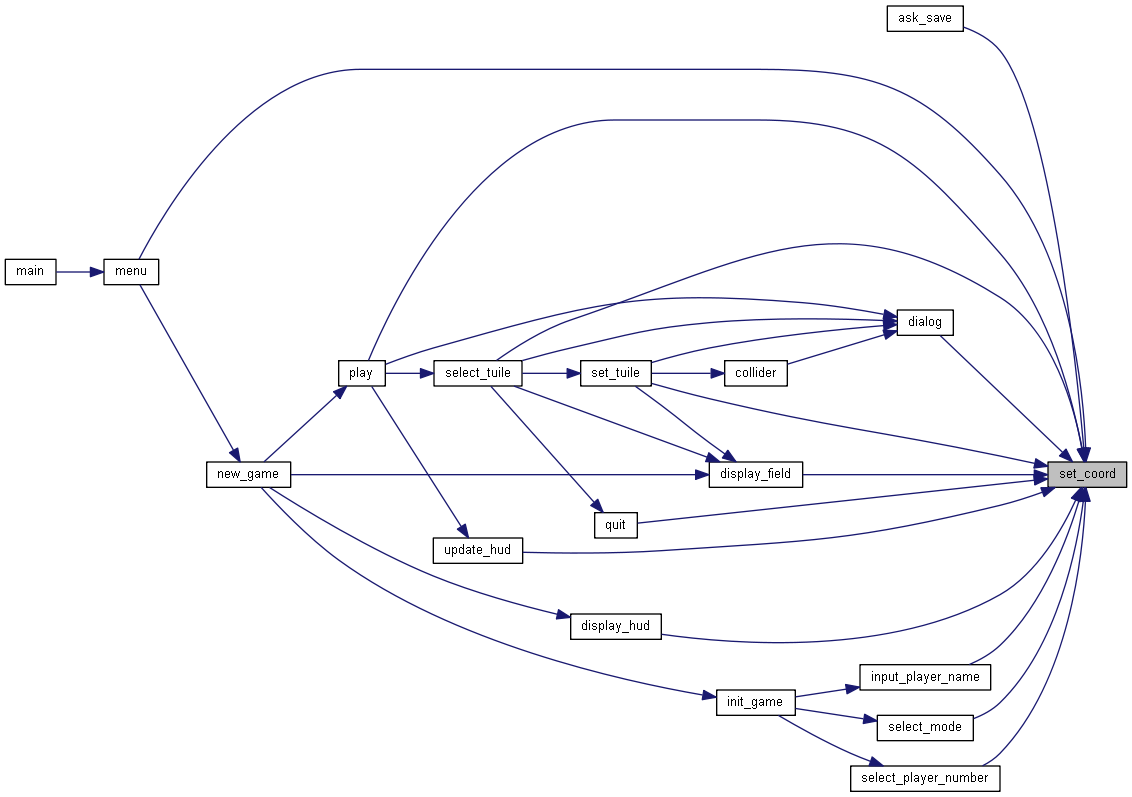 ask_save
main
menu
dialog
play
select_tuile
set_tuile
collider
new_game
display_field
set_coord
quit
update_hud
display_hud
input_player_name
init_game
select_mode
select_player_number